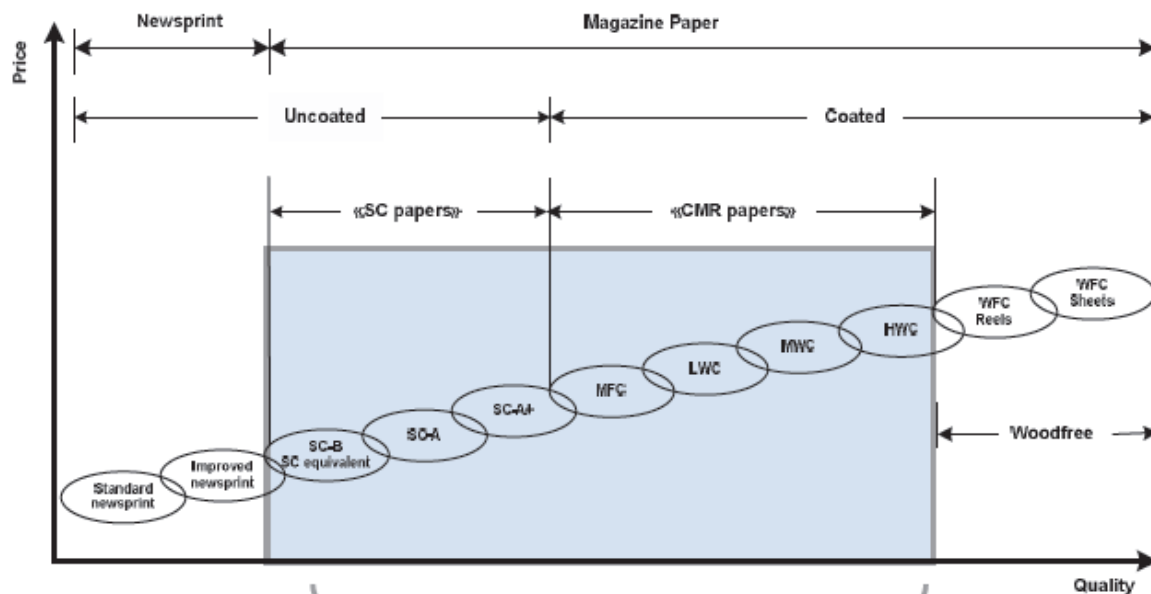 Newsprint
Magazine Paper
Price
Uncoated
Coated
«SC papers»
«CMR papers»
WFC
Sheets
WFC
Reels
HWC
MWC
LWC
MFC
SC-A+
SC-A
SC-B
SC equivalent
Improved
newsprint
Standard
newsprint
Woodfree
Quality